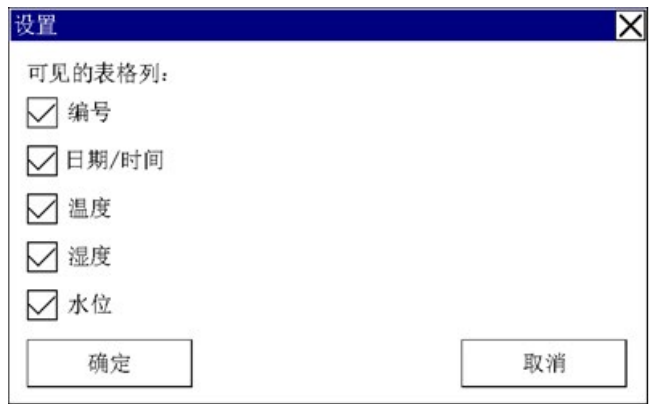 设置
可见的表格列：
编号
日期/时间
温度
湿度
水位
确定 取消